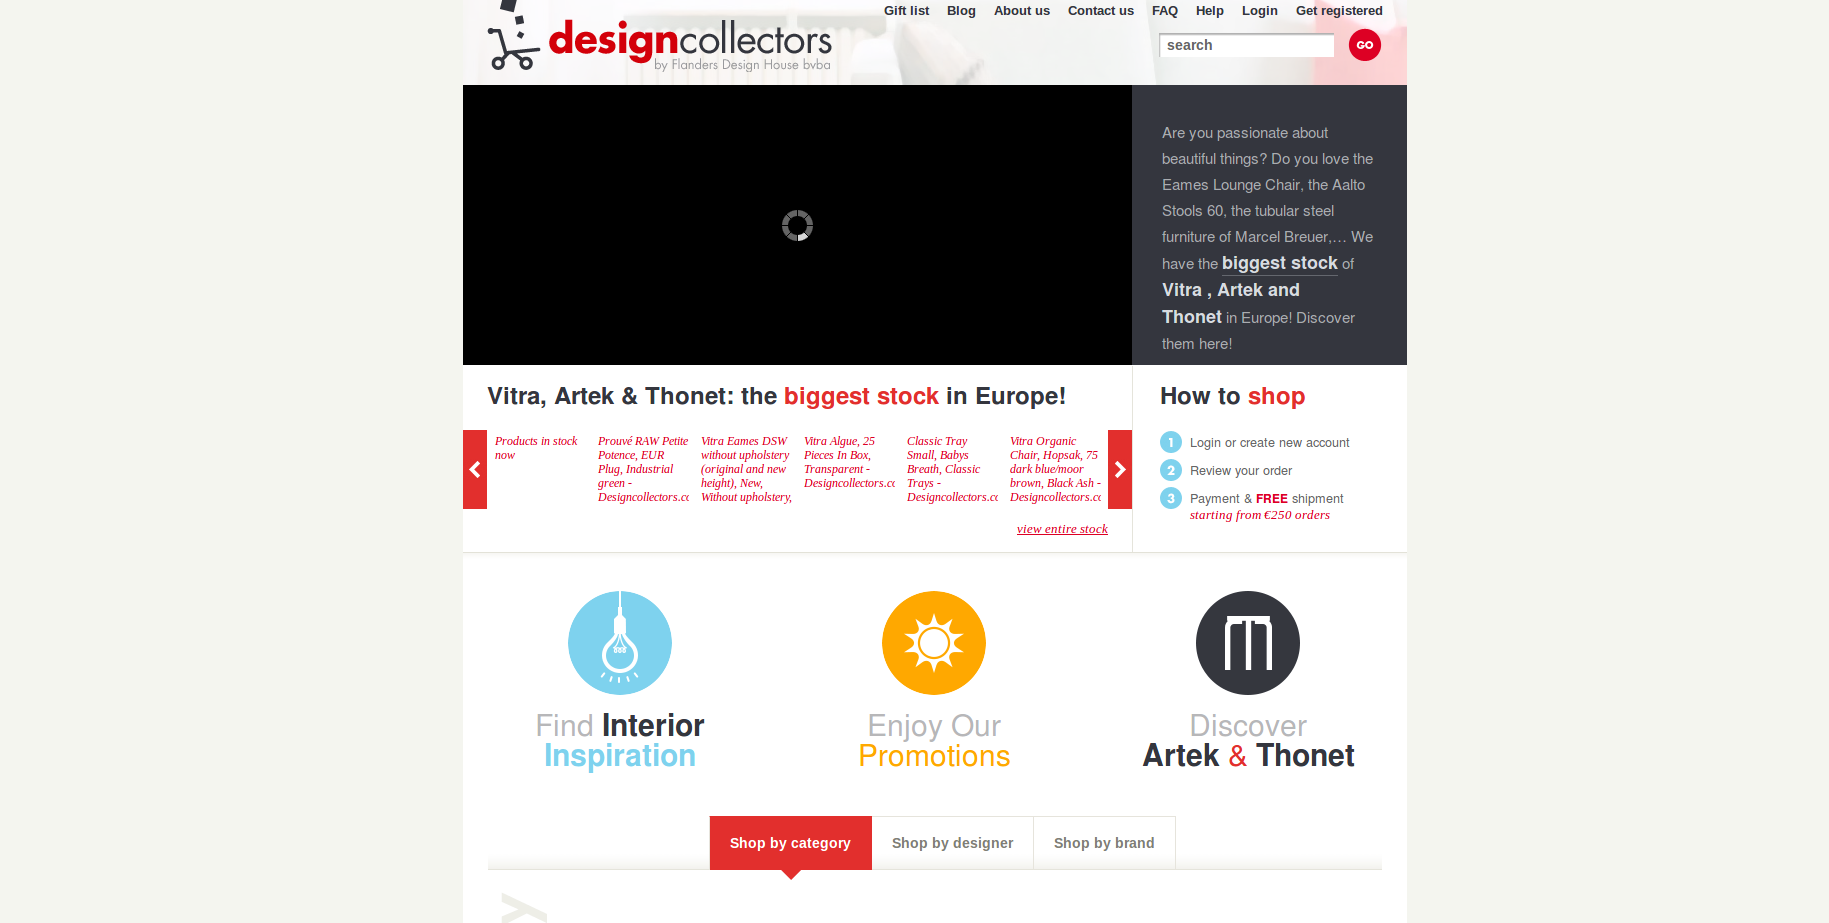 Gift list Blog About us Contact us FAQ Help Login Get registered
designcollectors
by Flanders Design House bvba
search
GO
Are you passionate about
beautiful things? Do you love the
Eames Lounge Chair, the Aalto
Stools 60, the tubular steel
furniture of Marcel Breuer,... We
have the biggest stock of
Vitra , Artek and
Thonet in Europe! Discover
them here!
Vitra, Artek & Thonet: the biggest stock in Europe!
Products in stock
now
Prouvé RAW Petite
Potence, EUR
Plug, Industrial
green -
Designcollectors.cc
Vitra Eames DSW
without upholstery
(original and new
height), New,
Without upholstery,
Vitra Algue, 25
Pieces In Box,
Transparent -
Designcollectors.cc
Classic Tray
Small, Babys
Breath, Classic
Trays -
Designcollectors.cc
Vitra Organic
Chair, Hopsak, 75
dark blue/moor
brown, Black Ash -
Designcollectors.cc
view entire stock
How to shop
1 Login or create new account
2 Review your order
3 Payment & FREE shipment
starting from €250 orders
Find Interior
Inspiration
Enjoy Our
Promotions
Discover
Artek & Thonet
Shop by category Shop by designer Shop by brand
y